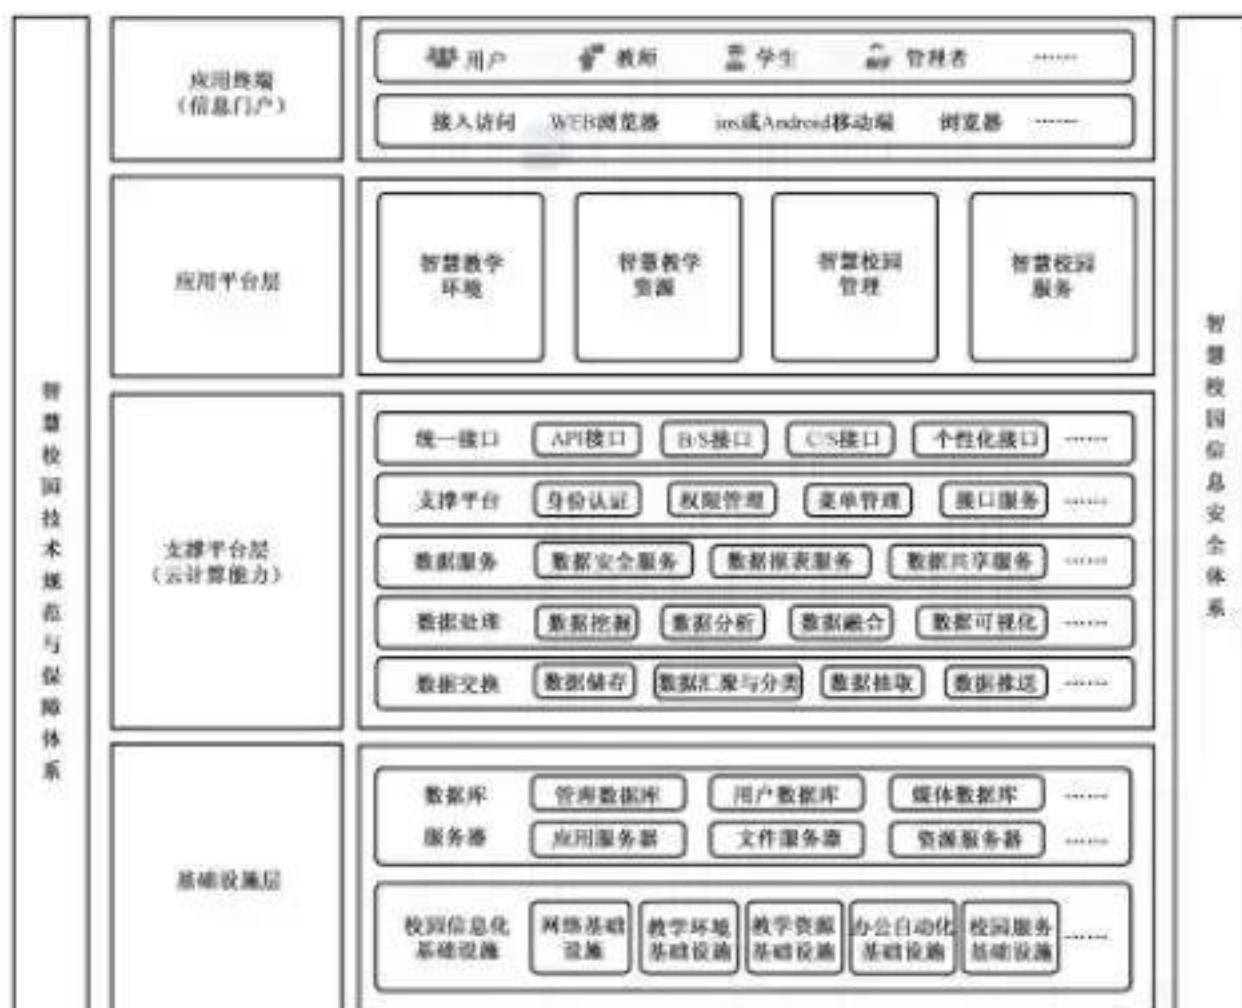 智慧校园技术规范与保障体系
应用终端
(信息门户)
用户 教师 学生 管理者 ……
接入访问 WEB浏览器 ios或Android移动端 浏览器 ……
应用平台层
智慧教学
环境
智慧教学
资源
智慧校园
管理
智慧校园
服务
支撑平台层
(云计算能力)
统一接口 API接口 B/S接口 C/S接口 个性化接口 ……
支撑平台 身份认证 权限管理 菜单管理 接口服务 ……
数据服务 数据安全服务 数据报表服务 数据共享服务 ……
数据处理 数据挖掘 数据分析 数据融合 数据可视化 ……
数据交换 数据储存 数据汇聚与分类 数据抽取 数据推送 ……
基础设施层
数据库 管理数据库 用户数据库 媒体数据库 ……
服务器 应用服务器 文件服务器 资源服务器 ……
校园信息化
基础设施
网络基础
设施
教学环境
基础设施
教学资源
基础设施
办公自动化
基础设施
校园服务
基础设施
……
智慧校园信息安全体系